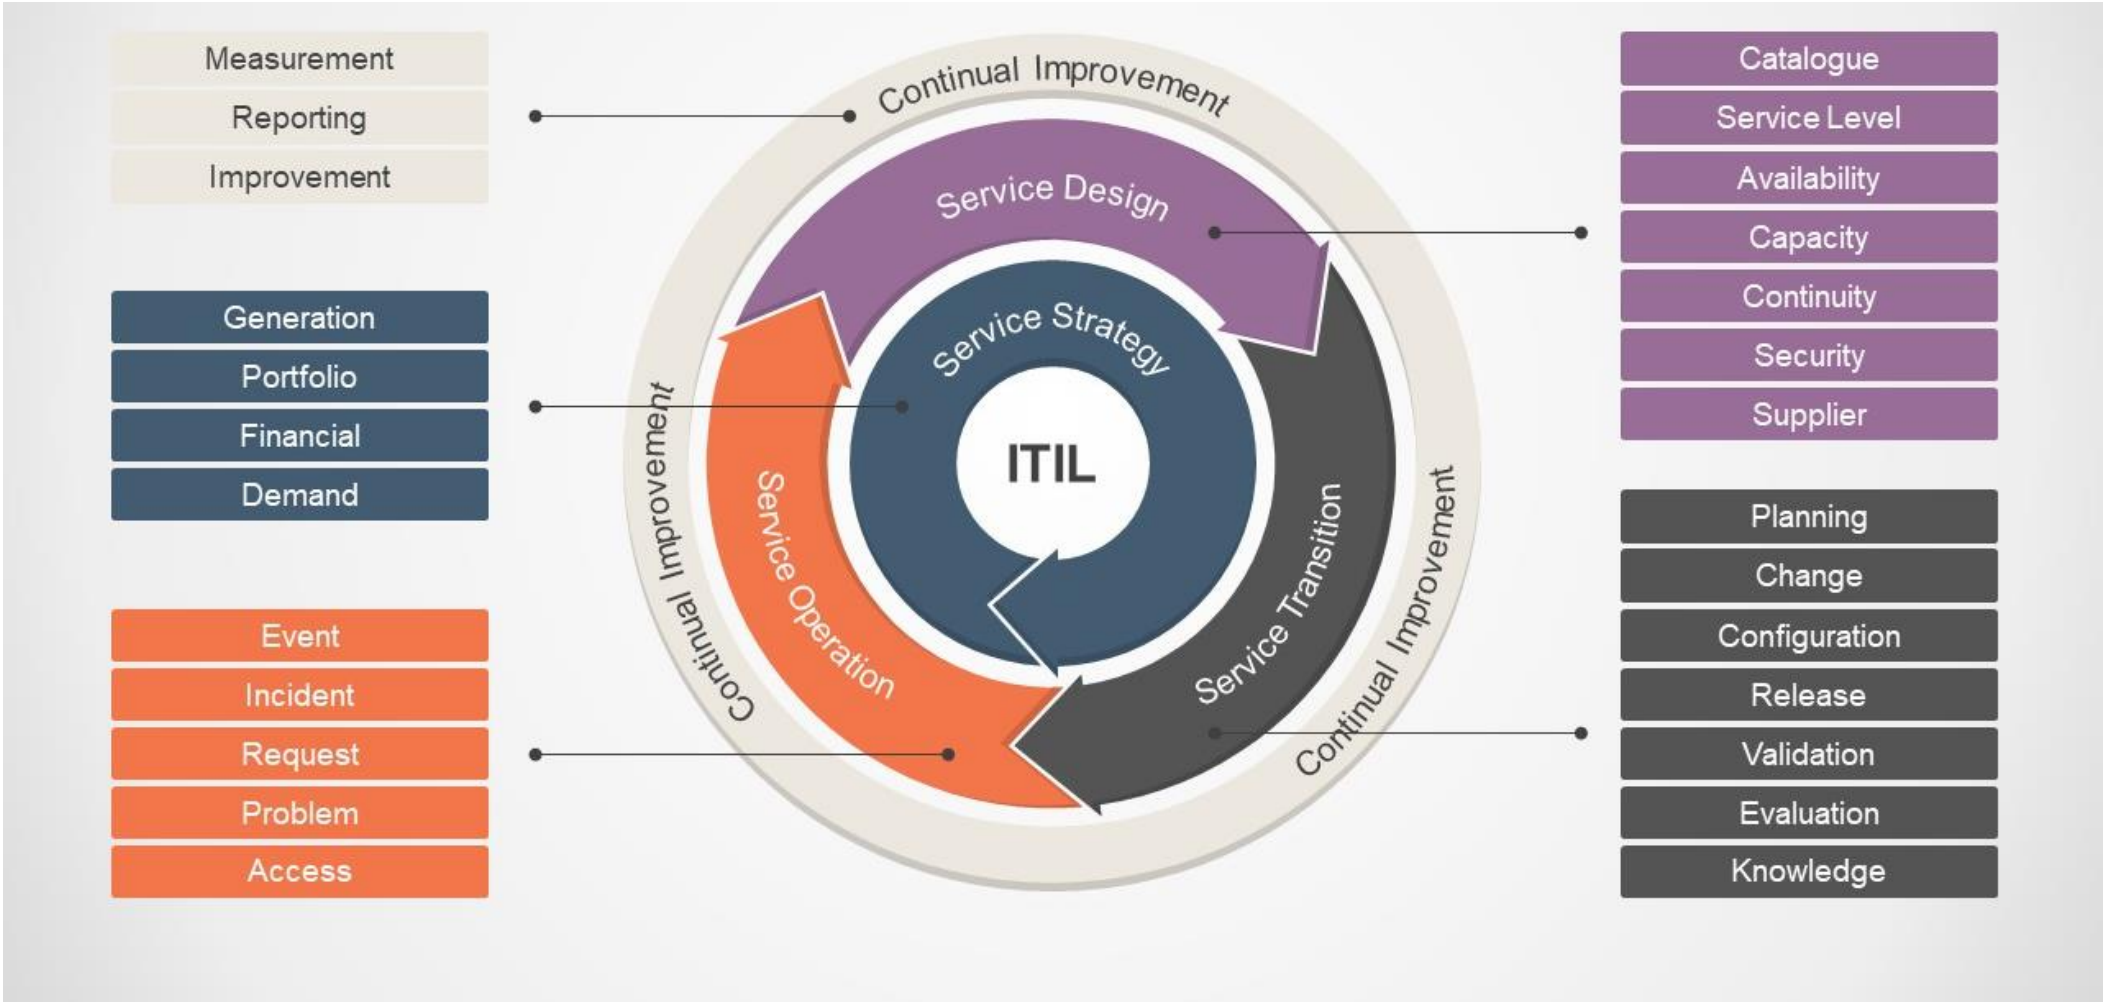 Measurement
Reporting
Improvement
Generation
Portfolio
Financial
Demand
Event
Incident
Request
Problem
Access
Continual Improvement
Service Design
Service Strategy
ITIL
Continual Improvement
Service Operation
Service Transition
Continual Improvement
Catalogue
Service Level
Availability
Capacity
Continuity
Security
Supplier
Planning
Change
Configuration
Release
Validation
Evaluation
Knowledge